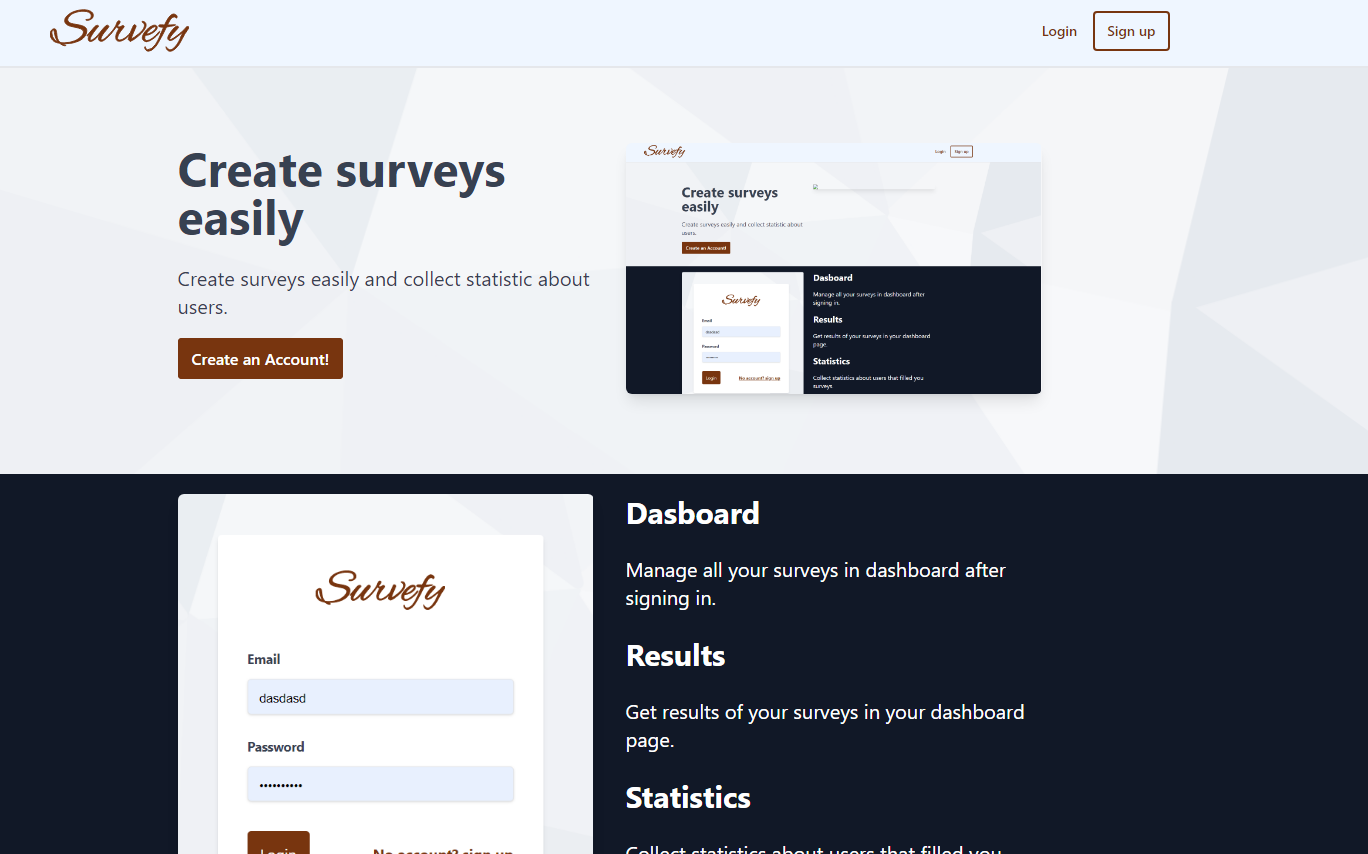 Survefy
Login
Sign up
Create surveys
easily
Create surveys easily and collect statistic about
users.
Create an Account!
Survefy
Login
Sign up
Create surveys
easily
Create surveys easily and collect statistic about
users.
Create an Account!
Survefy
Email
dasdasd
Password
Login
No account? sign up
Dasboard
Manage all your surveys in dashboard after
signing in.
Results
Get results of your surveys in your dashboard
page.
Statistics
Collect statistics about users that filled you
surveys.
Survefy
Email
dasdasd
Password
••••••••••
Login
No account? sign up
Dasboard
Manage all your surveys in dashboard after
signing in.
Results
Get results of your surveys in your dashboard
page.
Statistics
Collect statistics about users that filled you